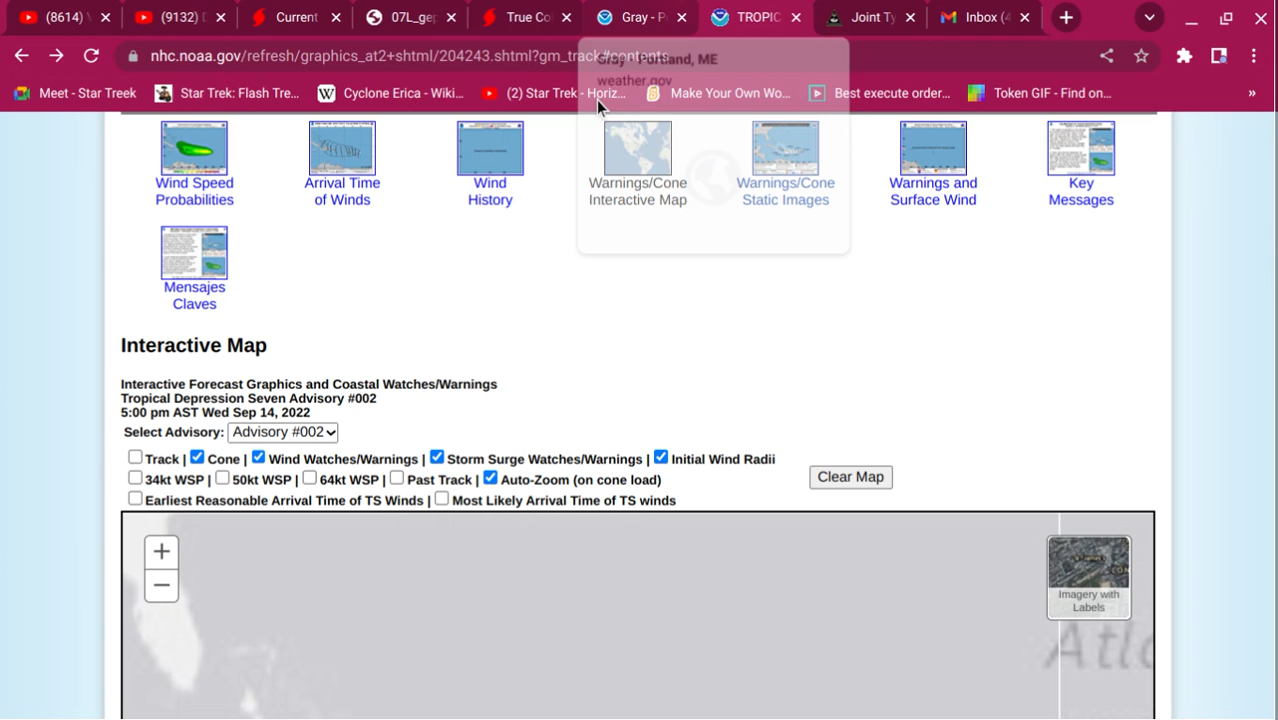 (8614) \
(9132) D
Current
07L_gep
True Co
Gray - P
TROPIC
Joint Ty
Inbox (4
nhc.noaa.gov/refresh/graphics_at2+shtml/204243.shtml?gm_track#contents
Gray - Portland, ME
weather.gov
Meet - Star Treek
Star Trek: Flash Tre...
Cyclone Erica - Wiki...
(2) Star Trek - Horiz...
Make Your Own Wo...
Best execute order...
Token GIF - Find on...
»
Wind Speed
Probabilities
Arrival Time
of Winds
Wind
History
Warnings/Cone
Interactive Map
Warnings/Cone
Static Images
Warnings and
Surface Wind
Key
Messages
Mensajes
Claves
Interactive Map
Interactive Forecast Graphics and Coastal Watches/Warnings
Tropical Depression Seven Advisory #002
5:00 pm AST Wed Sep 14, 2022
Select Advisory: Advisory #002
Track | Cone | Wind Watches/Warnings | Storm Surge Watches/Warnings | Initial Wind Radii
34kt WSP | 50kt WSP | 64kt WSP | Past Track | Auto-Zoom (on cone load)
Clear Map
Earliest Reasonable Arrival Time of TS Winds | Most Likely Arrival Time of TS winds
+
−
Imagery with
Labels
Atl